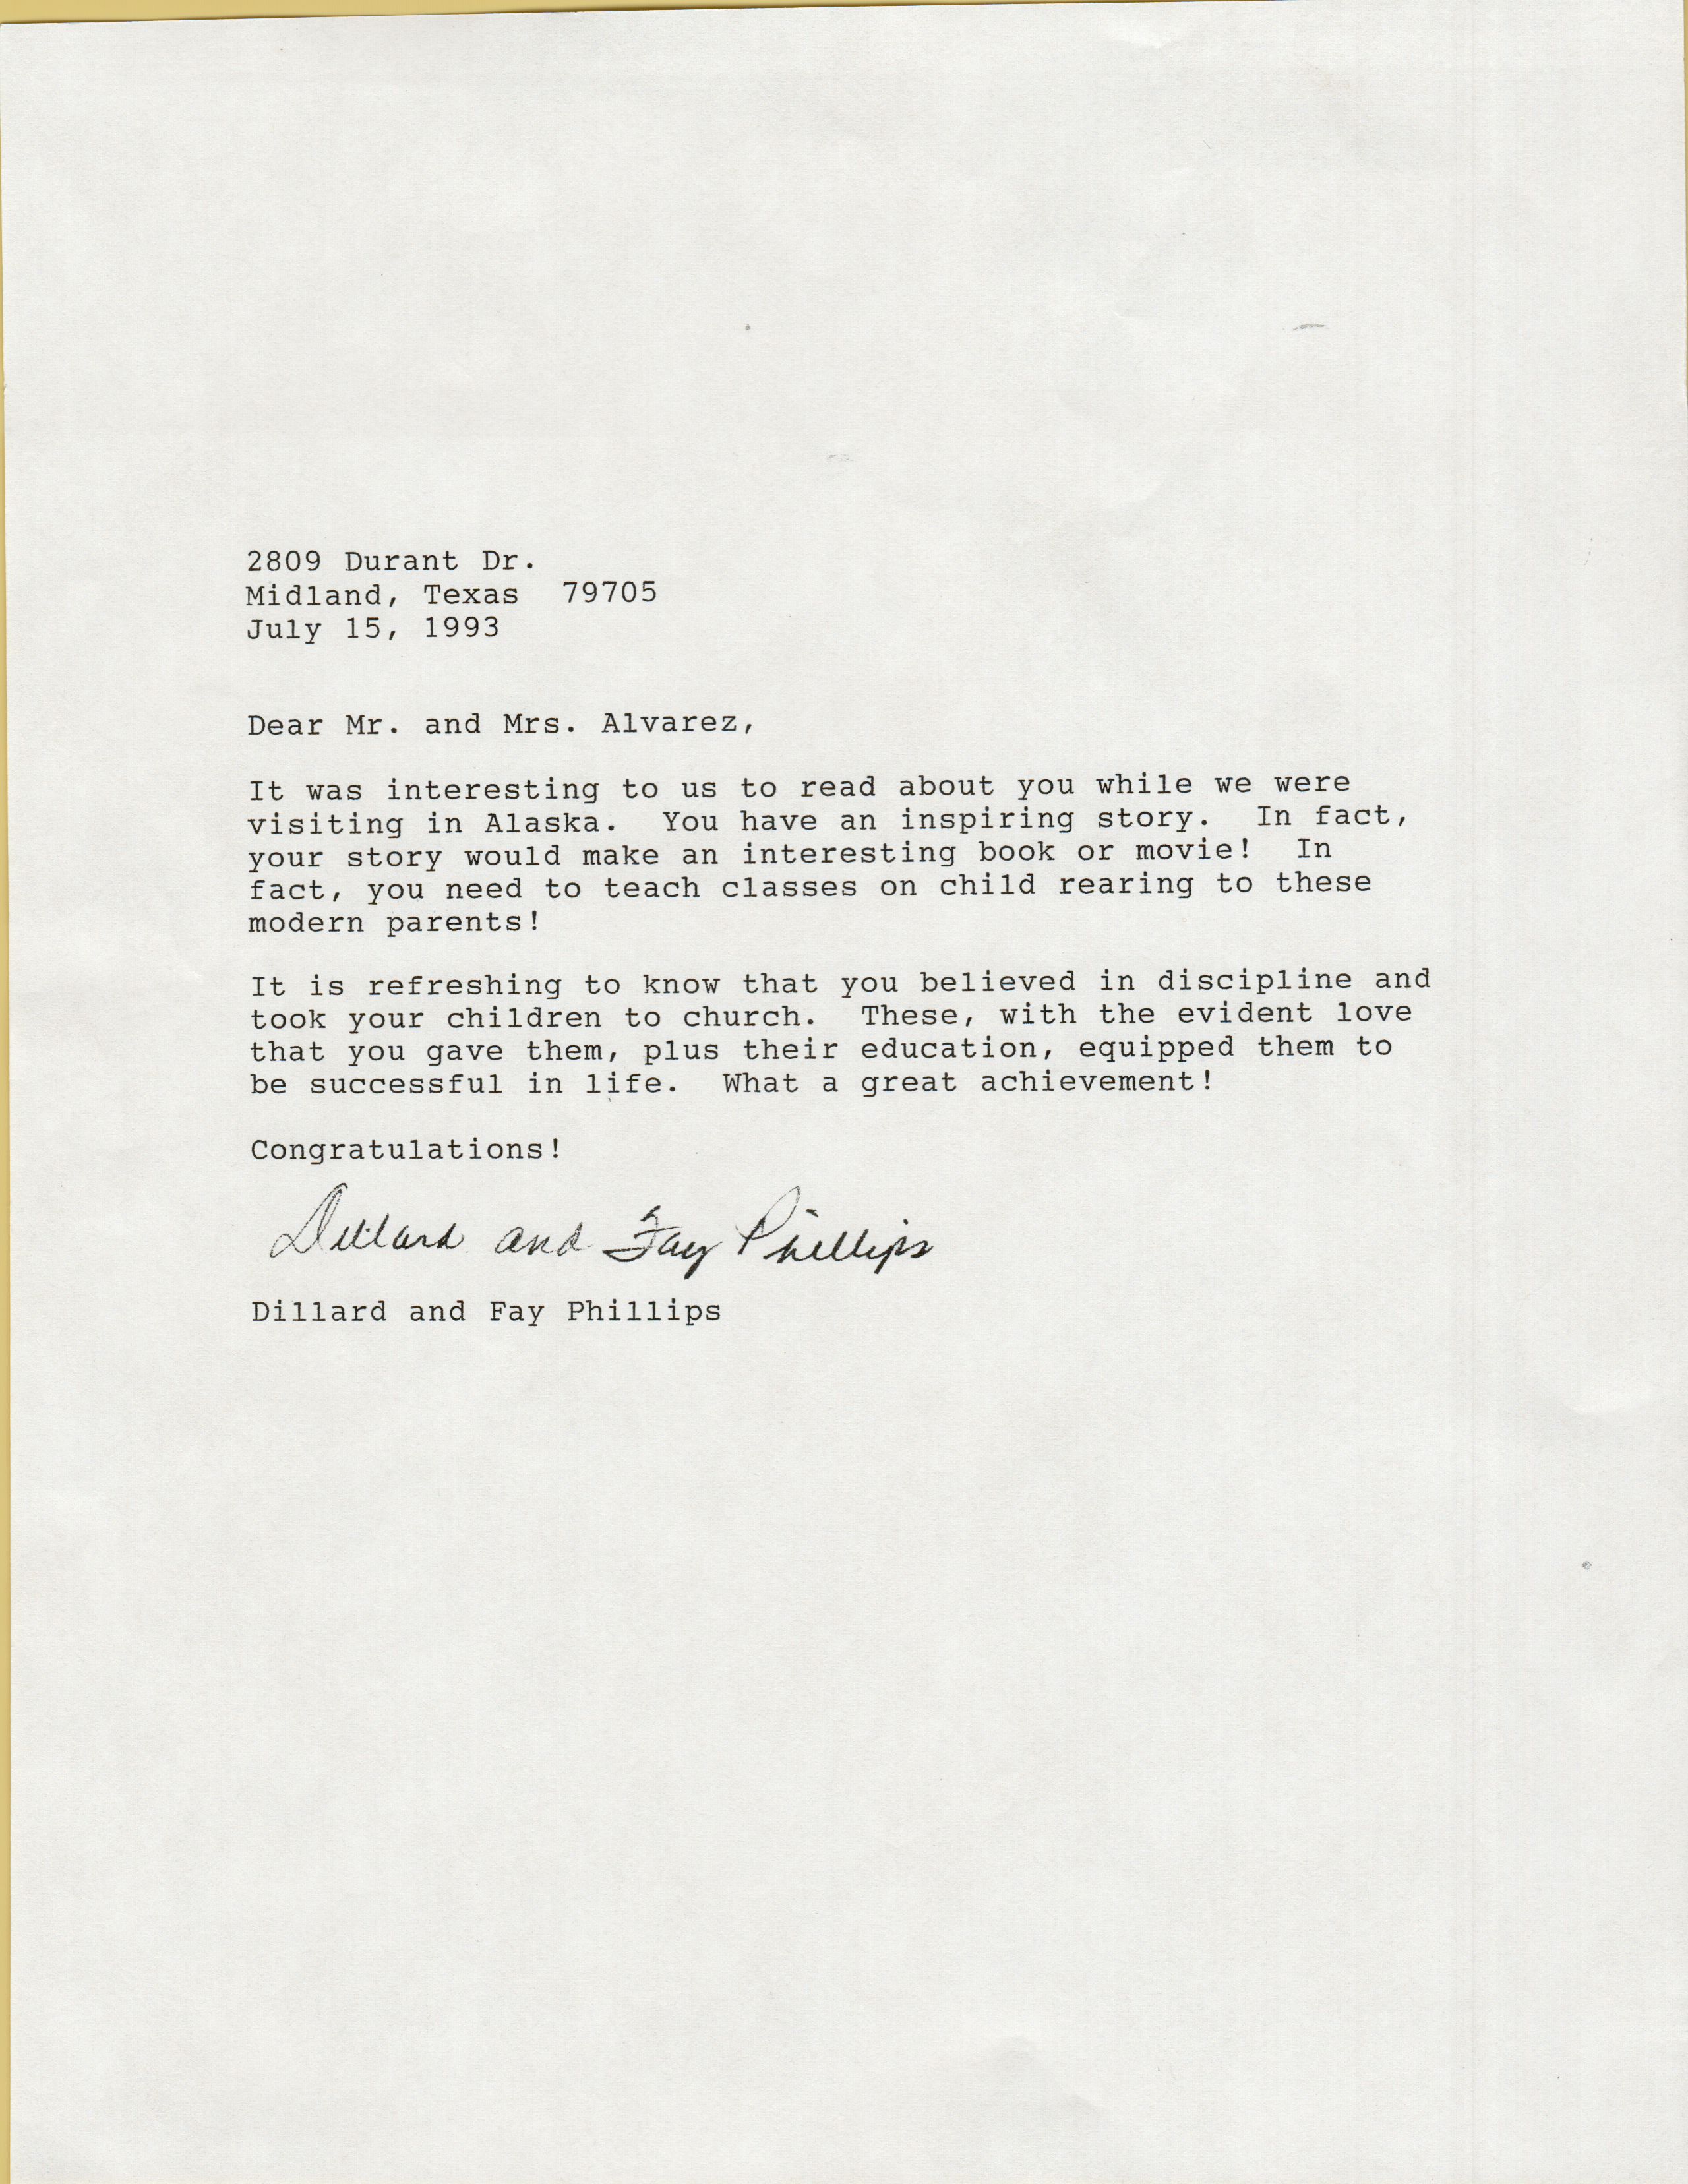 2809 Durant Dr.
Midland, Texas  79705
July 15, 1993
Dear Mr. and Mrs. Alvarez,
It was interesting to us to read about you while we were
visiting in Alaska.  You have an inspiring story.  In fact,
your story would make an interesting book or movie!  In
fact, you need to teach classes on child rearing to these
modern parents!
It is refreshing to know that you believed in discipline and
took your children to church.  These, with the evident love
that you gave them, plus their education, equipped them to
be successful in life.  What a great achievement!
Congratulations!
Dillard and Fay Phillips
Dillard and Fay Phillips